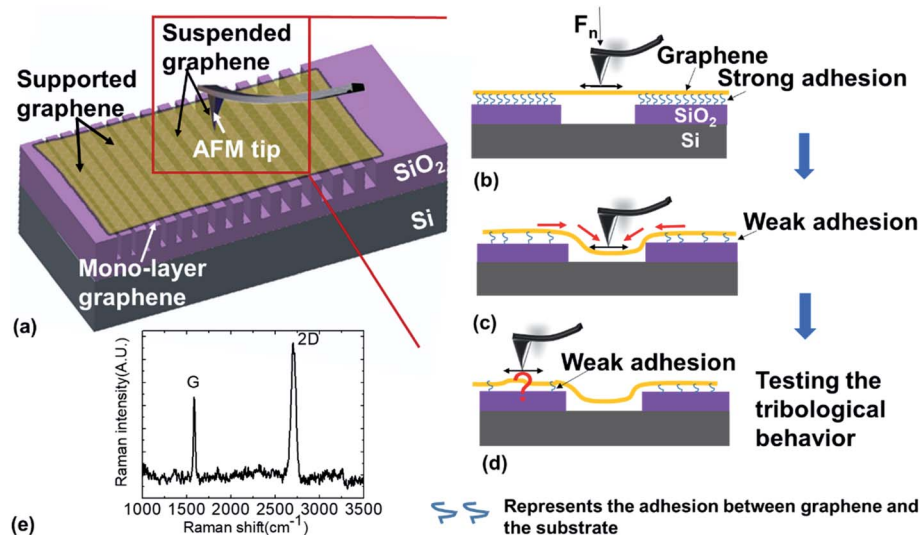 Suspended
graphene
Supported
graphene
AFM tip
SiO₂
Si
Mono-layer
graphene
(a)
Fₙ
Graphene
Strong adhesion
SiO₂
Si
(b)
Weak adhesion
(c)
Weak adhesion
?
Testing the
tribological
behavior
(d)
Raman intensity(A.U.)
G
2D
1000 1500 2000 2500 3000 3500
Raman shift(cm⁻¹)
(e)
Represents the adhesion between graphene and
the substrate